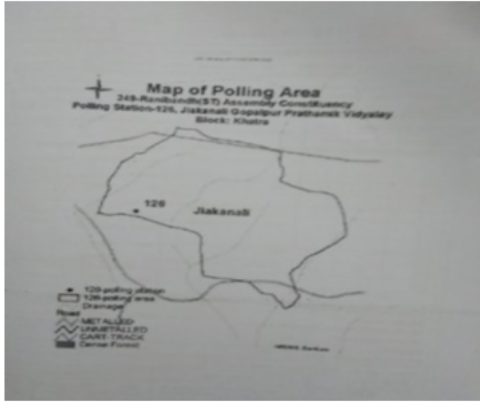 Map of Polling Area
249-Ranibandh(ST) Assembly Constituency
Polling Station-126, Jiakanali Gopalpur Prathamik Vidyalay
Block: Khatra
126
Jiakanali
126-polling station
126-polling area
Drainage
Road
METALLED
UNMETALLED
CART-TRACK
Dense Forest